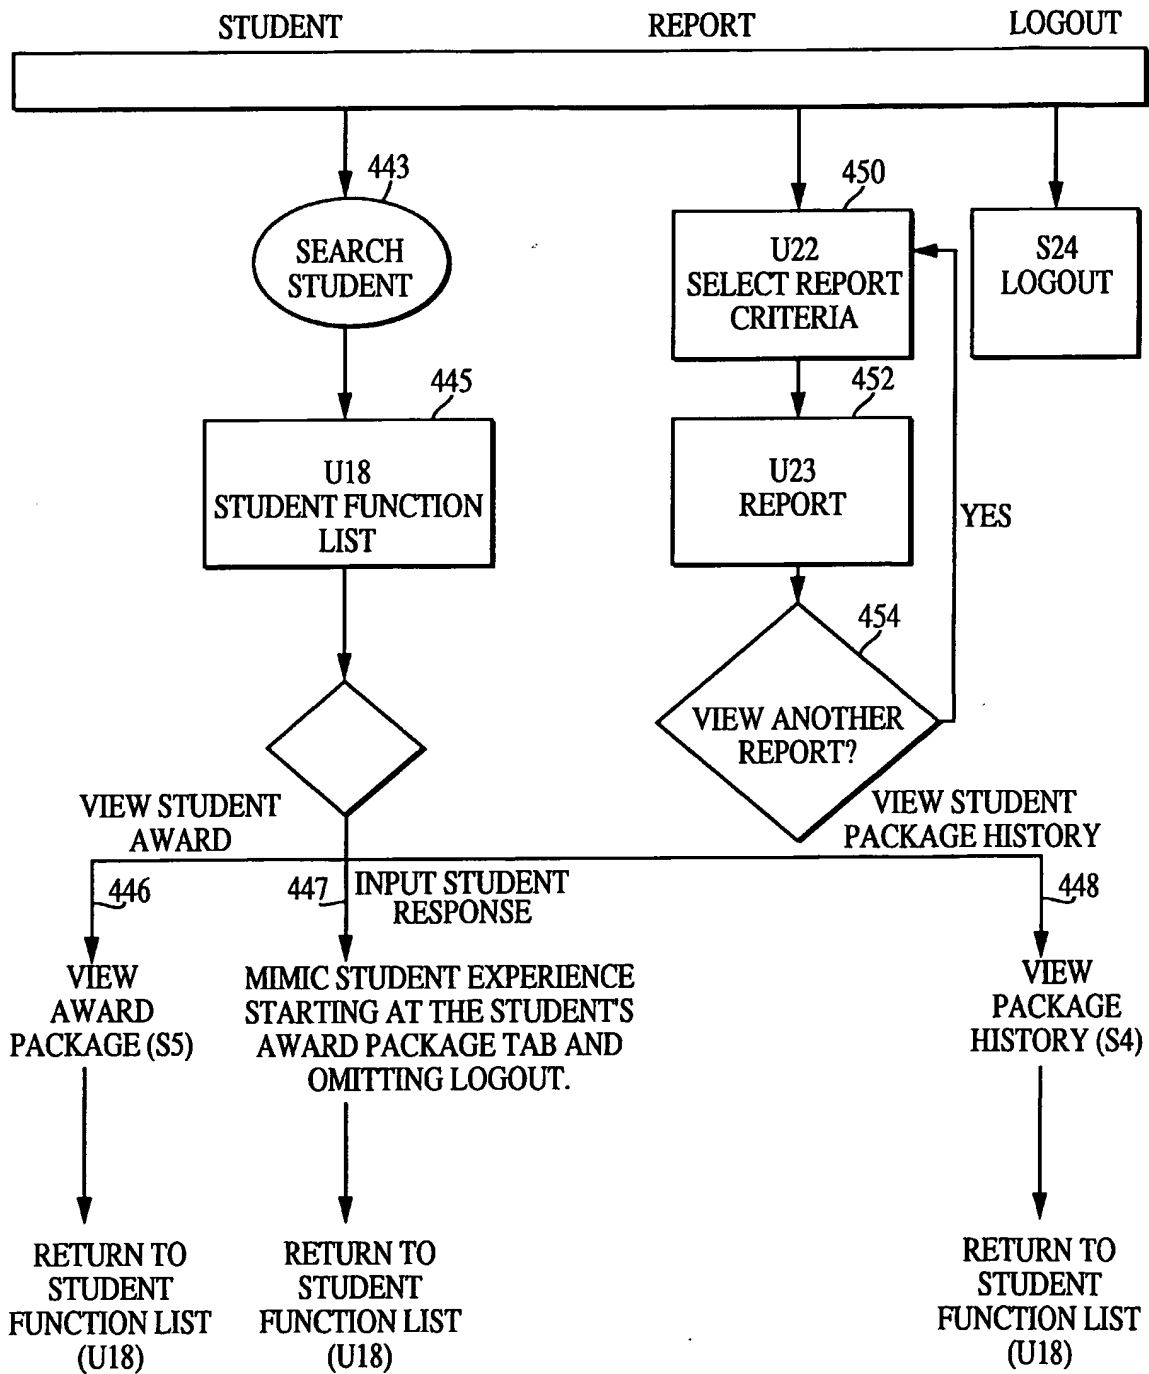 STUDENT
REPORT
LOGOUT
443
SEARCH
STUDENT
450
U22
SELECT REPORT
CRITERIA
S24
LOGOUT
445
U18
STUDENT FUNCTION
LIST
452
U23
REPORT
YES
454
VIEW ANOTHER
REPORT?
VIEW STUDENT
AWARD
VIEW STUDENT
PACKAGE HISTORY
446
447
INPUT STUDENT
RESPONSE
448
VIEW
AWARD
PACKAGE (S5)
MIMIC STUDENT EXPERIENCE
STARTING AT THE STUDENT'S
AWARD PACKAGE TAB AND
OMITTING LOGOUT.
VIEW
PACKAGE
HISTORY (S4)
RETURN TO
STUDENT
FUNCTION LIST
(U18)
RETURN TO
STUDENT
FUNCTION LIST
(U18)
RETURN TO
STUDENT
FUNCTION LIST
(U18)